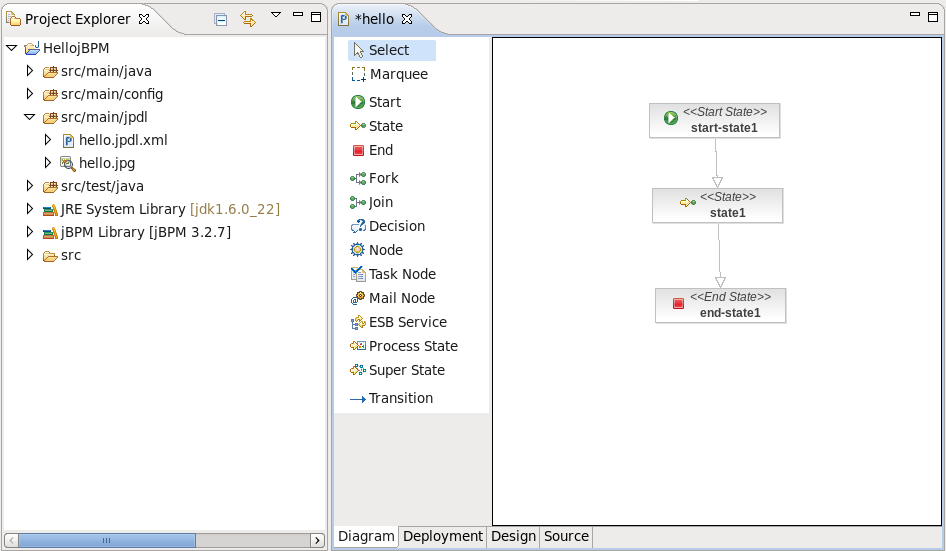 Project Explorer
HellojBPM
src/main/java
src/main/config
src/main/jpdl
hello.jpdl.xml
hello.jpg
src/test/java
JRE System Library [jdk1.6.0_22]
jBPM Library [jBPM 3.2.7]
src
*hello
Select
Marquee
Start
State
End
Fork
Join
Decision
Node
Task Node
Mail Node
ESB Service
Process State
Super State
Transition
<<Start State>>
start-state1
<<State>>
state1
<<End State>>
end-state1
Diagram Deployment Design Source